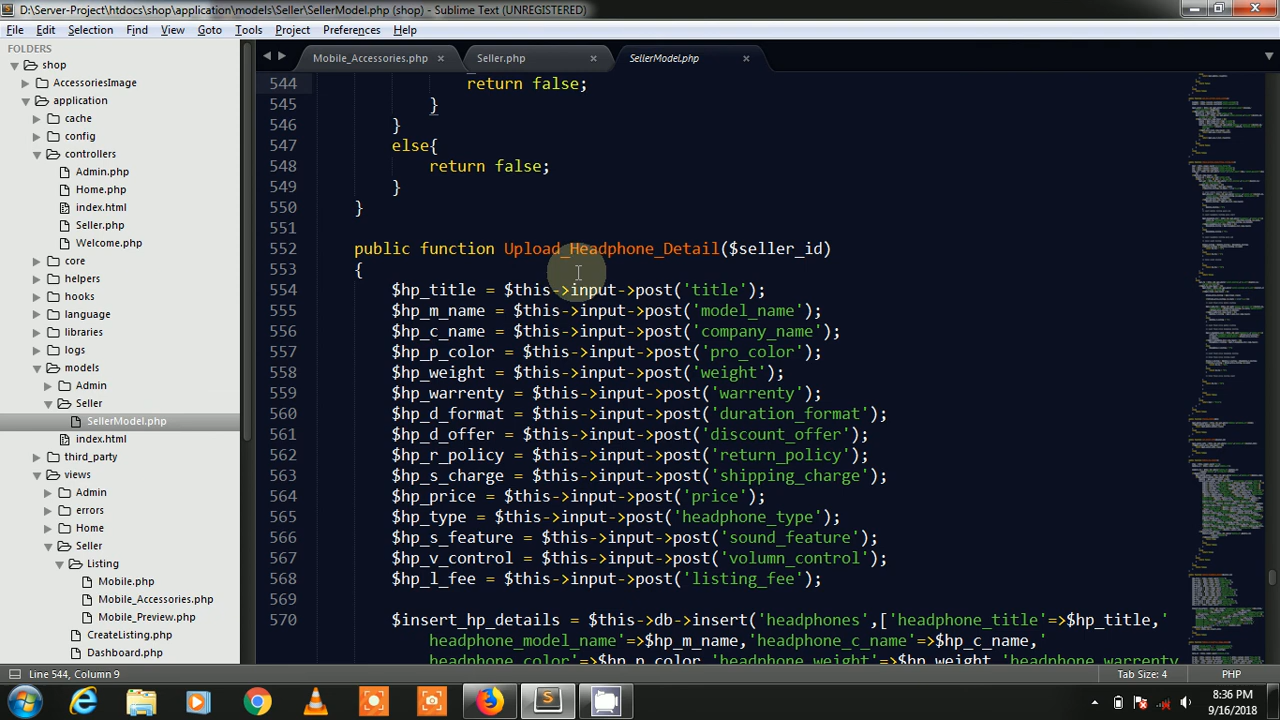 D:\Server-Project\htdocs\shop\application\models\Seller\SellerModel.php (shop) - Sublime Text (UNREGISTERED)
File Edit Selection Find View Goto Tools Project Preferences Help
FOLDERS
shop
AccessoriesImage
application
cache
config
controllers
Admin.php
Home.php
index.html
Seller.php
Welcome.php
core
helpers
hooks
language
libraries
logs
models
Admin
Seller
SellerModel.php
index.html
third_party
views
Admin
errors
Home
Seller
Listing
Mobile.php
Mobile_Accessories.php
Mobile_Preview.php
CreateListing.php
Dashboard.php
Mobile_Accessories.php Seller.php SellerModel.php
544 return false;
545 }
546 }
547 else{
548 return false;
549 }
550 }
551
552 public function Upload_Headphone_Detail($seller_id)
553 {
554 $hp_title = $this->input->post('title');
555 $hp_m_name = $this->input->post('model_name');
556 $hp_c_name = $this->input->post('company_name');
557 $hp_p_color = $this->input->post('pro_color');
558 $hp_weight = $this->input->post('weight');
559 $hp_warrenty = $this->input->post('warrenty');
560 $hp_d_format = $this->input->post('duration_format');
561 $hp_d_offer = $this->input->post('discount_offer');
562 $hp_r_policy = $this->input->post('return_policy');
563 $hp_s_charge = $this->input->post('shipping_charge');
564 $hp_price = $this->input->post('price');
565 $hp_type = $this->input->post('headphone_type');
566 $hp_s_feature = $this->input->post('sound_feature');
567 $hp_v_control = $this->input->post('volumn_control');
568 $hp_l_fee = $this->input->post('listing_fee');
569
570 $insert_hp_details = $this->db->insert('headphones',['headphone_title'=>$hp_title,'
headphone_model_name'=>$hp_m_name,'headphone_c_name'=>$hp_c_name,'
Line 544, Column 9 Tab Size: 4 PHP
8:36 PM
9/16/2018